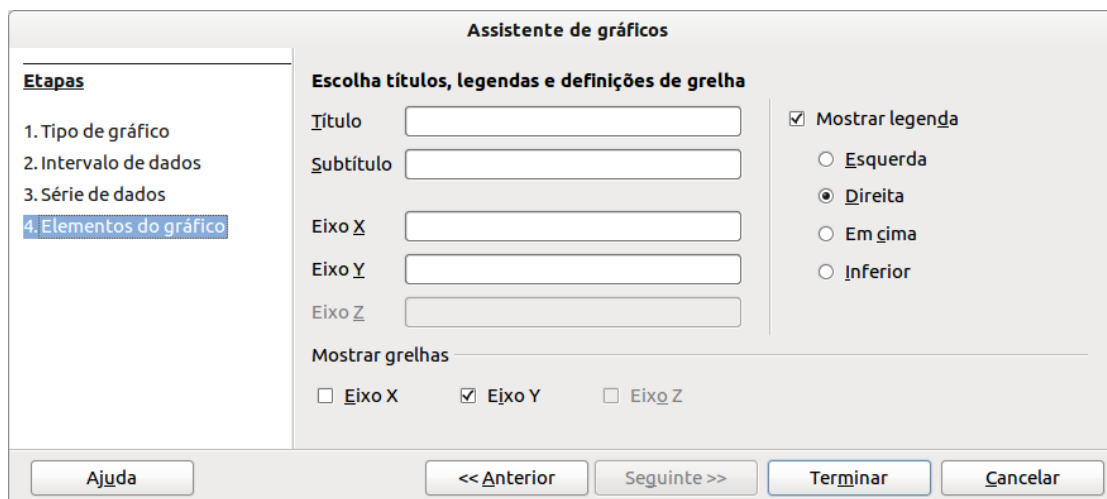 Assistente de gráficos
Etapas
1. Tipo de gráfico
2. Intervalo de dados
3. Série de dados
4. Elementos do gráfico
Escolha títulos, legendas e definições de grelha
Título
Subtítulo
Eixo X
Eixo Y
Eixo Z
Mostrar legenda
Esquerda
Direita
Em cima
Inferior
Mostrar grelhas
Eixo X Eixo Y Eixo Z
Ajuda << Anterior Seguinte >> Terminar Cancelar